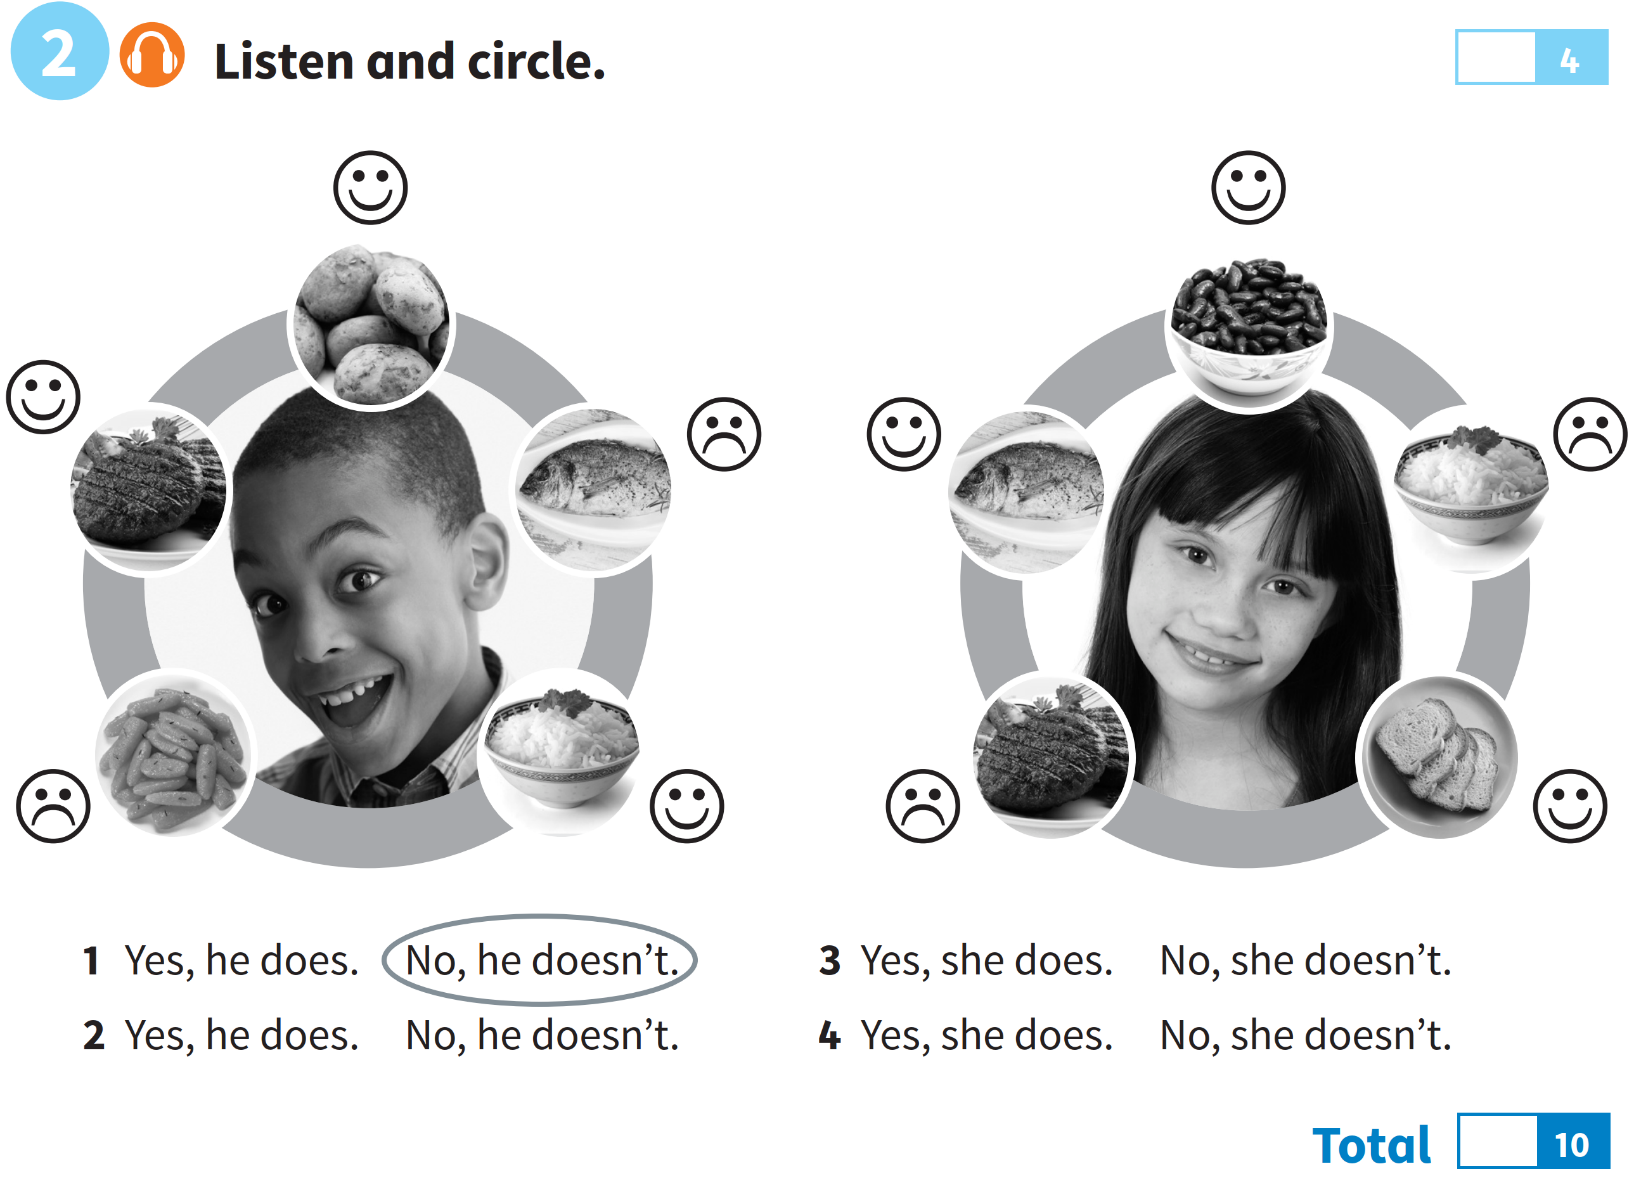 2 Listen and circle. 4
1 Yes, he does. No, he doesn't.
2 Yes, he does. No, he doesn't.
3 Yes, she does. No, she doesn't.
4 Yes, she does. No, she doesn't.
Total 10